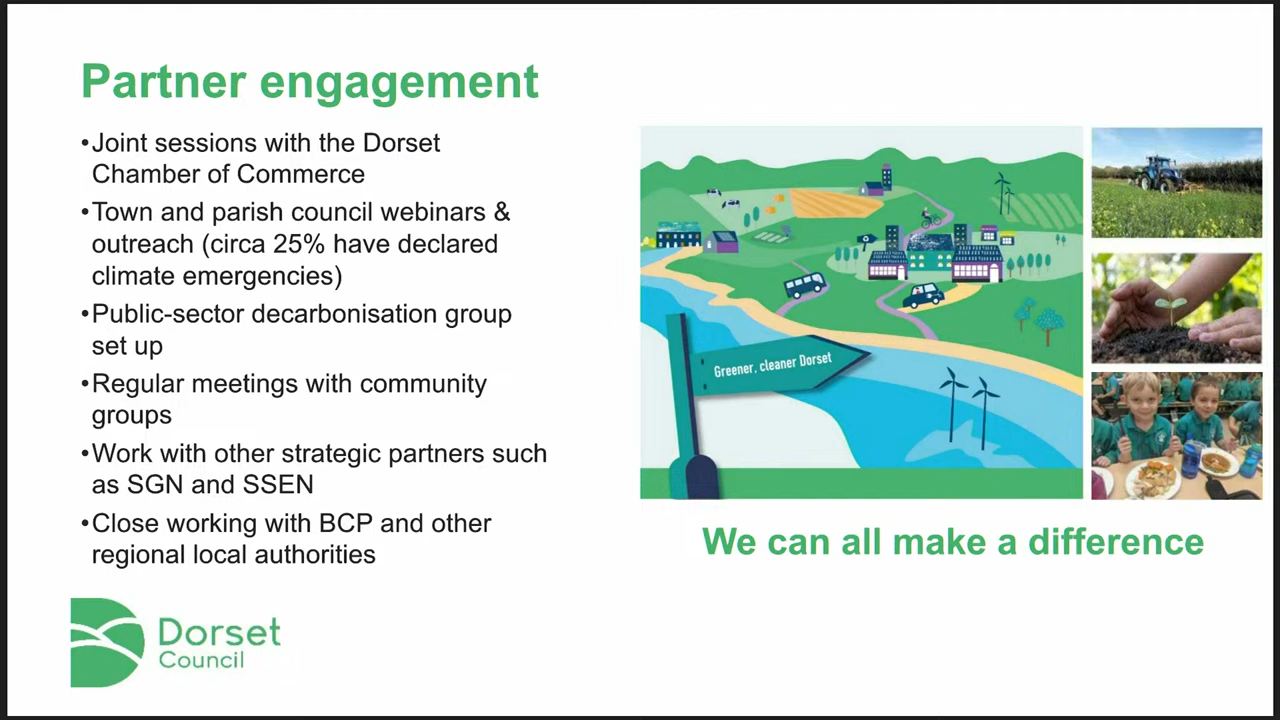 Partner engagement
•Joint sessions with the Dorset
Chamber of Commerce
•Town and parish council webinars &
outreach (circa 25% have declared
climate emergencies)
•Public-sector decarbonisation group
set up
•Regular meetings with community
groups
•Work with other strategic partners such
as SGN and SSEN
•Close working with BCP and other
regional local authorities
Greener, cleaner Dorset
We can all make a difference
Dorset
Council